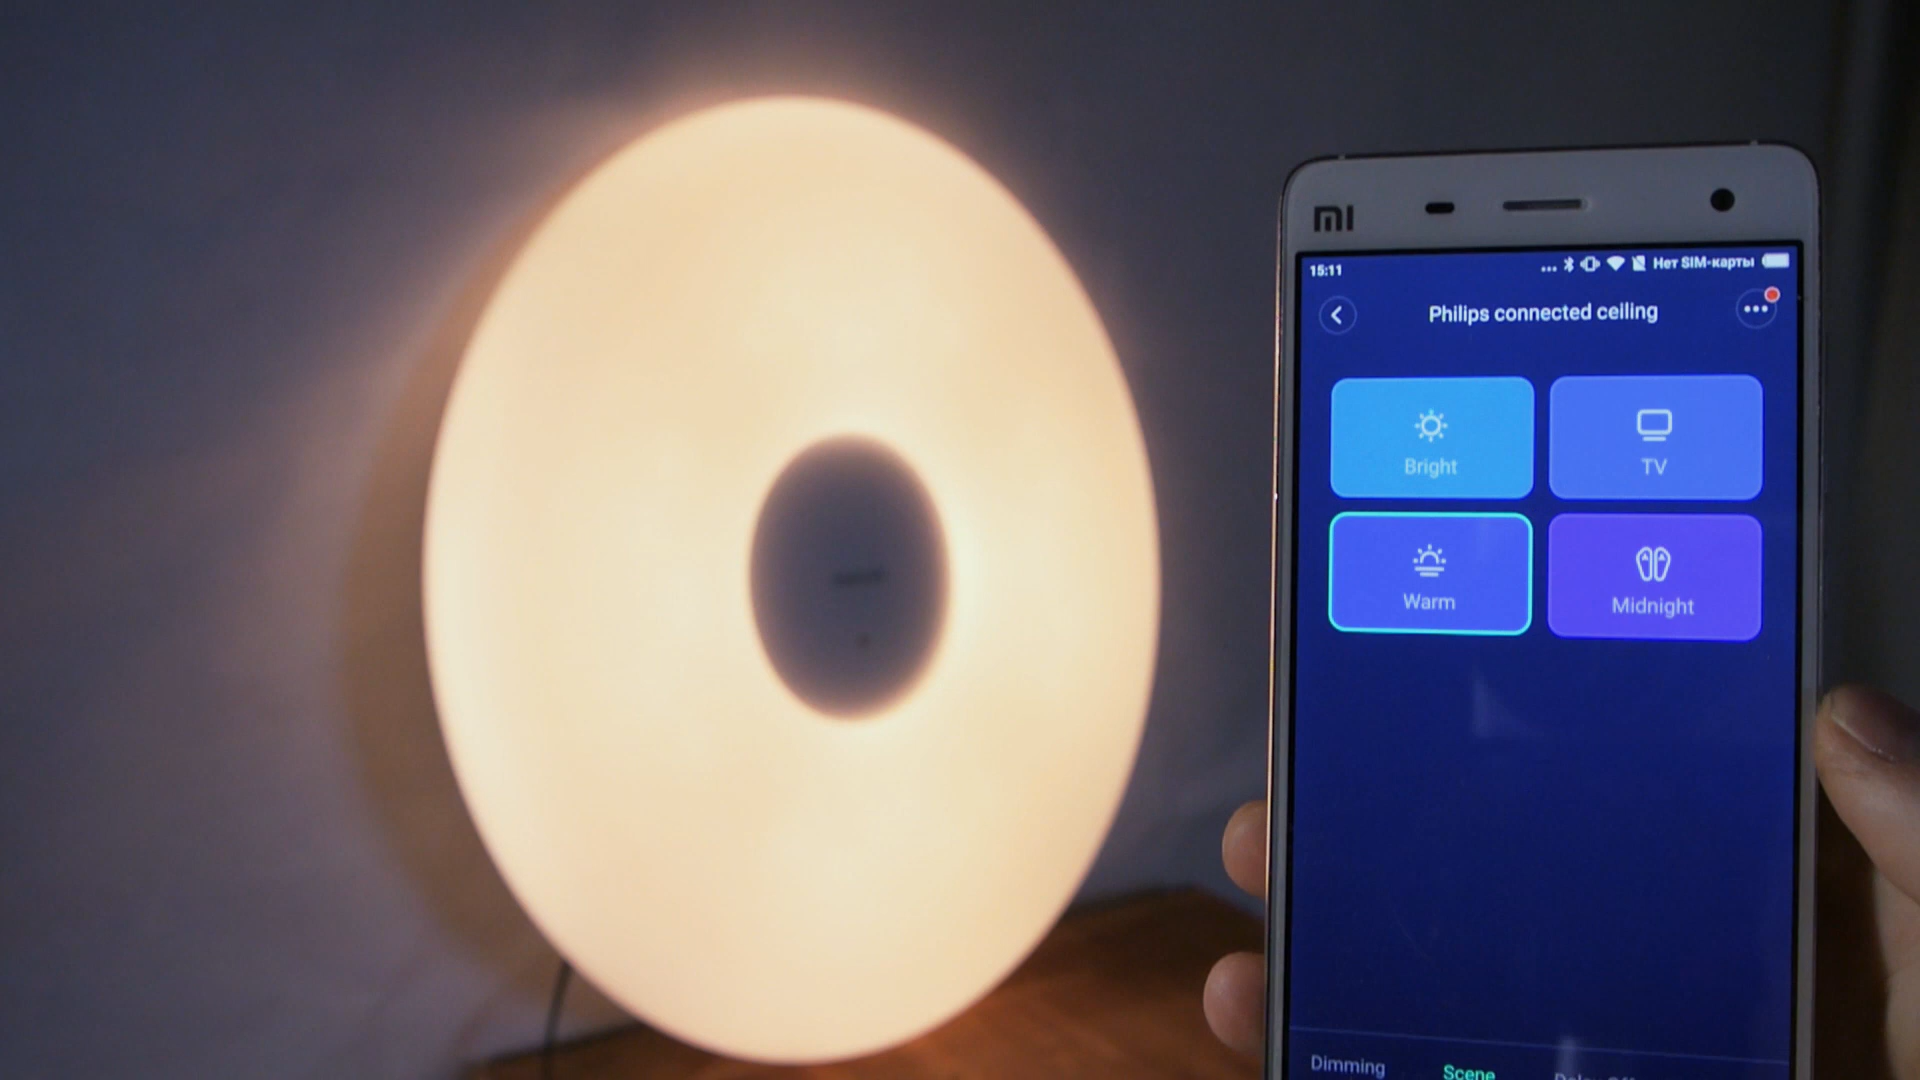 mi
15:11 ... Нет SIM-карты
Philips connected ceiling
Bright
TV
Warm
Midnight
Dimming
Scene